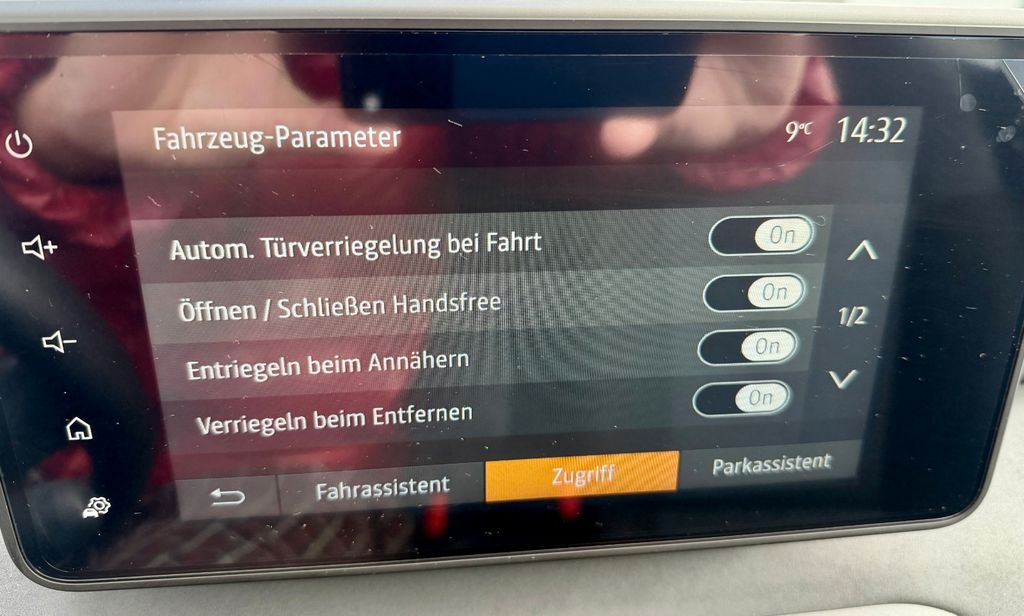 Fahrzeug-Parameter 9°C 14:32
Autom. Türverriegelung bei Fahrt On
Öffnen / Schließen Handsfree On
1/2
Entriegeln beim Annähern On
Verriegeln beim Entfernen On
Fahrassistent Zugriff Parkassistent